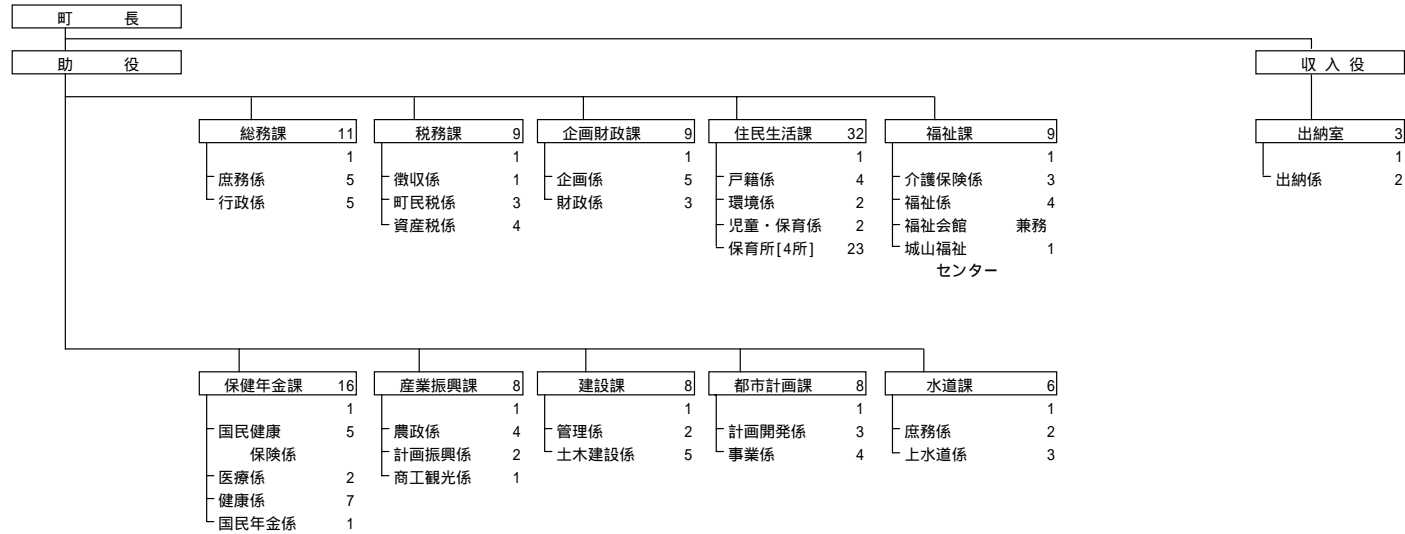 町　　長
助　　役
収 入 役
総務課 11 税務課 9 企画財政課 9 住民生活課 32 福祉課 9 出納室 3
1 1 1 1 1 1
庶務係 5 徴収係 1 企画係 5 戸籍係 4 介護保険係 3 出納係 2
行政係 5 町民税係 3 財政係 3 環境係 2 福祉係 4
資産税係 4 児童・保育係 2 福祉会館 兼務
保育所[4所] 23 城山福祉 1
センター
保健年金課 16 産業振興課 8 建設課 8 都市計画課 8 水道課 6
1 1 1 1 1
国民健康 5 農政係 4 管理係 2 計画開発係 3 庶務係 2
保険係 計画振興係 2 土木建設係 5 事業係 4 上水道係 3
医療係 2 商工観光係 1
健康係 7
国民年金係 1